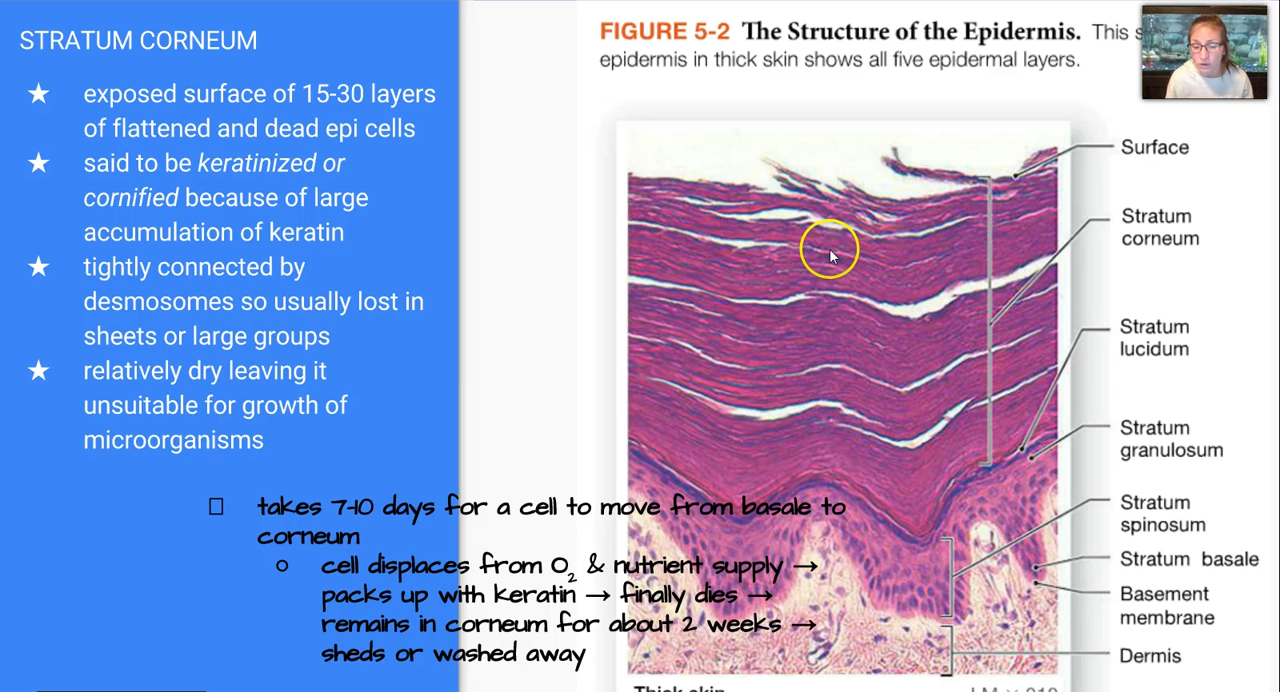 STRATUM CORNEUM
★ exposed surface of 15-30 layers
of flattened and dead epi cells
★ said to be keratinized or
cornified because of large
accumulation of keratin
★ tightly connected by
desmosomes so usually lost in
sheets or large groups
★ relatively dry leaving it
unsuitable for growth of
microorganisms
takes 7-10 days for a cell to move from basale to
corneum
cell displaces from O₂ & nutrient supply →
packs up with keratin → finally dies →
remains in corneum for about 2 weeks →
sheds or washed away
FIGURE 5-2 The Structure of the Epidermis. This
epidermis in thick skin shows all five epidermal layers.
Surface
Stratum
corneum
Stratum
lucidum
Stratum
granulosum
Stratum
spinosum
Stratum basale
Basement
membrane
Dermis
Thick skin